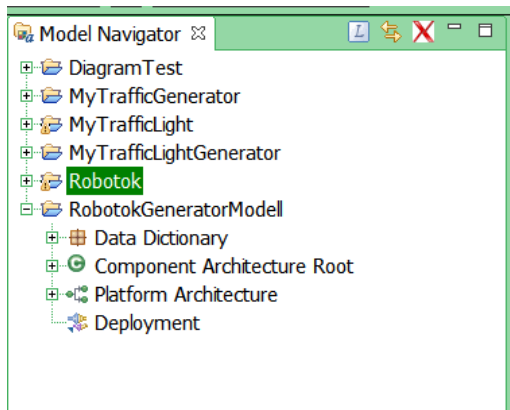 Model Navigator
L
DiagramTest
MyTrafficGenerator
MyTrafficLight
MyTrafficLightGenerator
Robotok
RobotokGeneratorModell
Data Dictionary
Component Architecture Root
Platform Architecture
Deployment